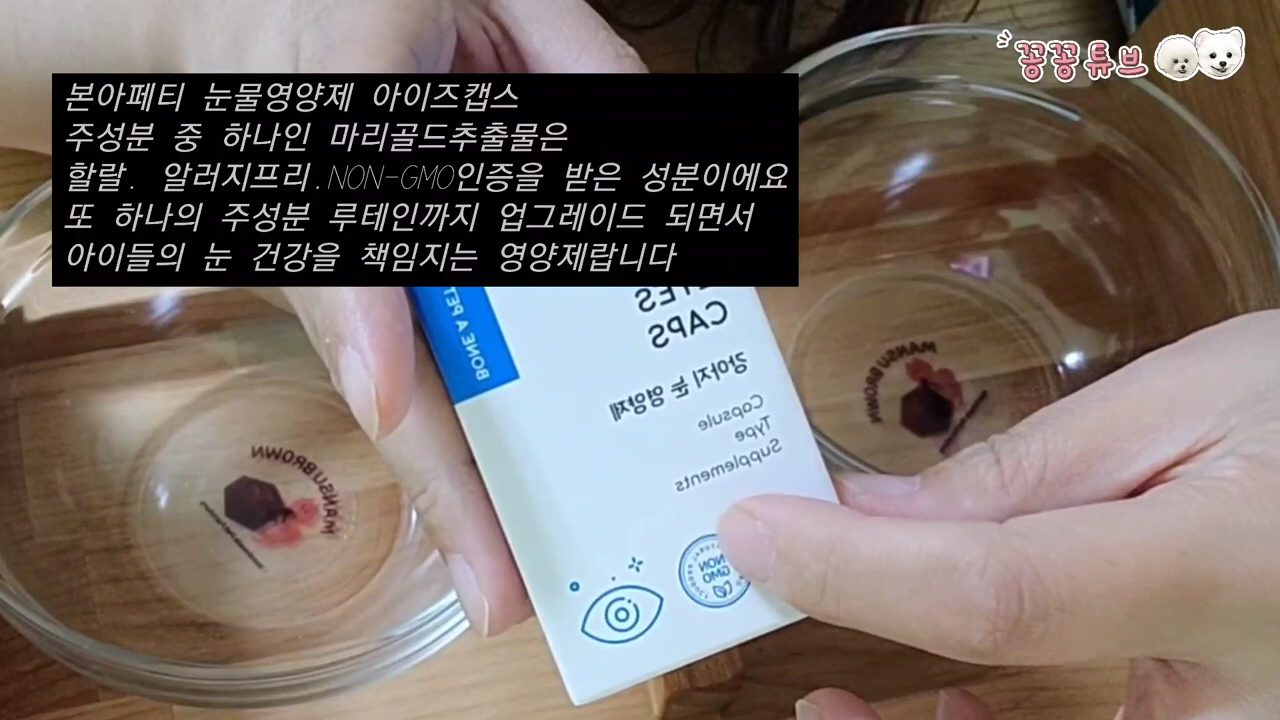 꽁꽁튜브
본아페티 눈물영양제 아이즈캡스
주성분 중 하나인 마리골드추출물은
할랄. 알러지프리.NON-GMO인증을 받은 성분이에요
또 하나의 주성분 루테인까지 업그레이드 되면서
아이들의 눈 건강을 책임지는 영양제랍니다
BONE A PET
CAPS
강아지 눈 영양제
Capsule
Type
Supplements
NON
GMO
MANSU BROWN
MANSU BROWN